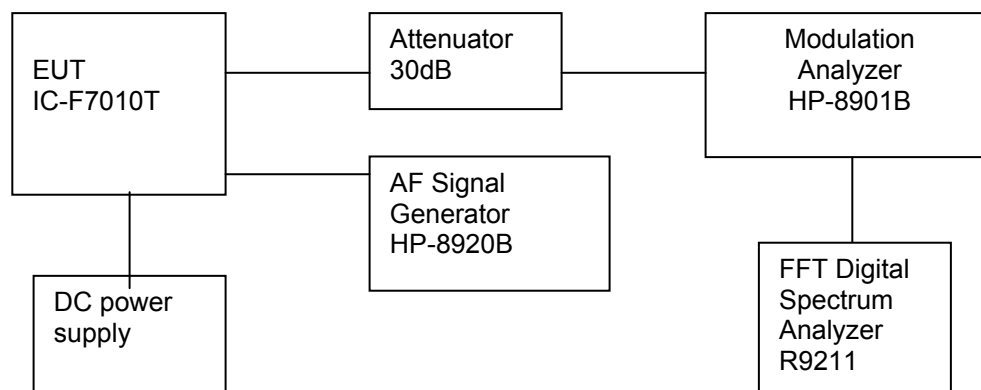 EUT
IC-F7010T
Attenuator
30dB
Modulation
Analyzer
HP-8901B
AF Signal
Generator
HP-8920B
DC power
supply
FFT Digital
Spectrum
Analyzer
R9211